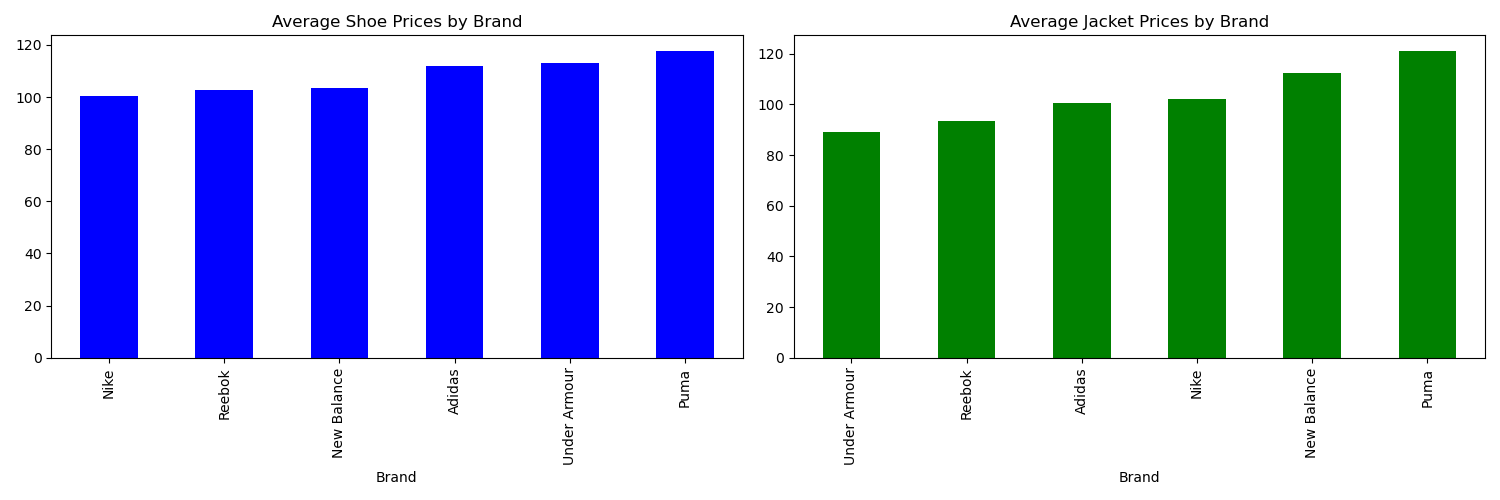 Average Shoe Prices by Brand
120
100
80
60
40
20
0
Nike
Reebok
New Balance
Adidas
Under Armour
Puma
Brand
Average Jacket Prices by Brand
120
100
80
60
40
20
0
Under Armour
Reebok
Adidas
Nike
New Balance
Puma
Brand